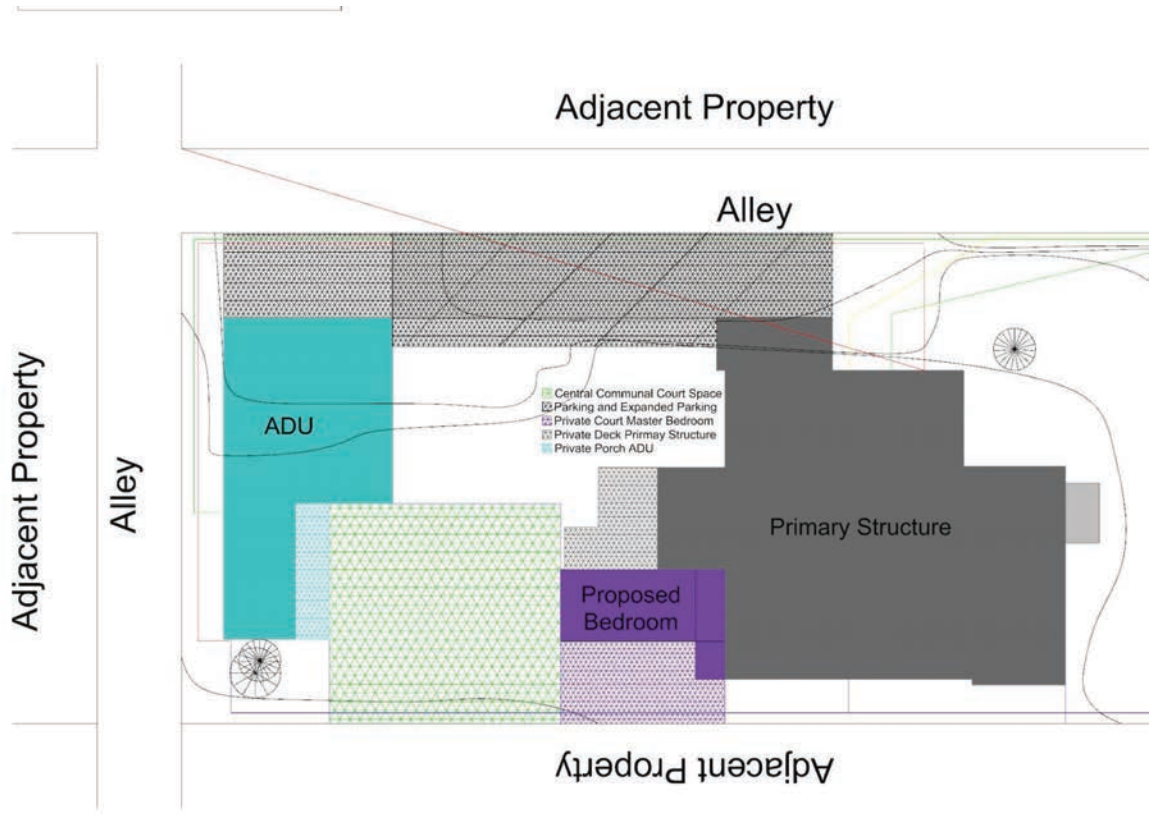 Adjacent Property
Alley
Adjacent Property
Alley
ADU
Central Communal Court Space
Parking and Expanded Parking
Private Court Master Bedroom
Private Deck Primay Structure
Private Porch ADU
Primary Structure
Proposed
Bedroom
Adjacent Property